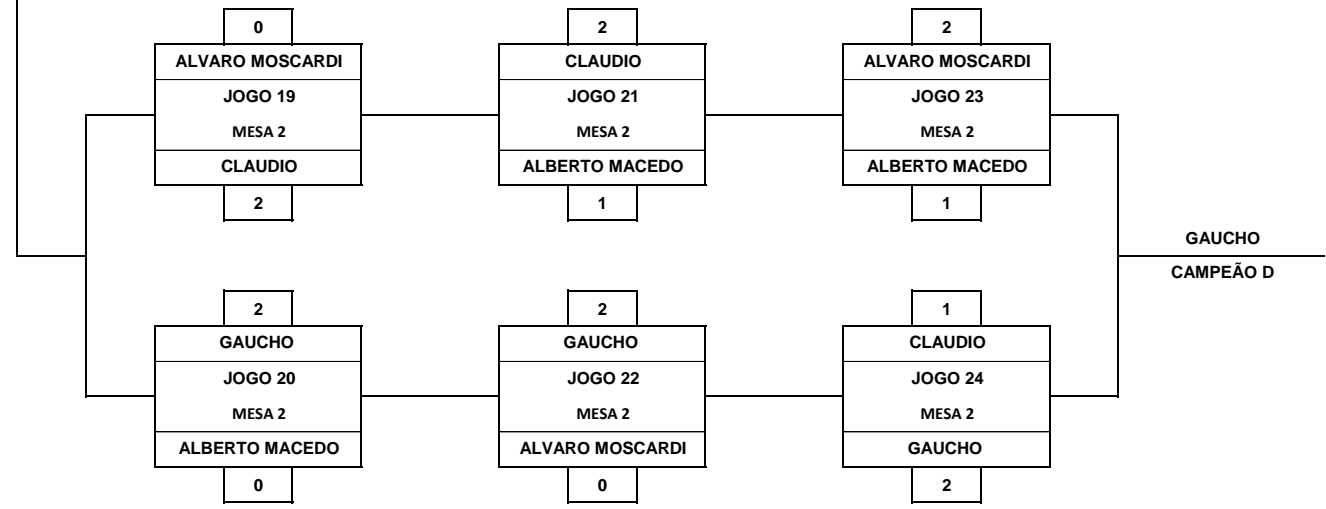 0
ALVARO MOSCARDI
JOGO 19
MESA 2
CLAUDIO
2
2
CLAUDIO
JOGO 21
MESA 2
ALBERTO MACEDO
1
2
ALVARO MOSCARDI
JOGO 23
MESA 2
ALBERTO MACEDO
1
GAUCHO
CAMPEÃO D
2
GAUCHO
JOGO 20
MESA 2
ALBERTO MACEDO
0
2
GAUCHO
JOGO 22
MESA 2
ALVARO MOSCARDI
0
1
CLAUDIO
JOGO 24
MESA 2
GAUCHO
2